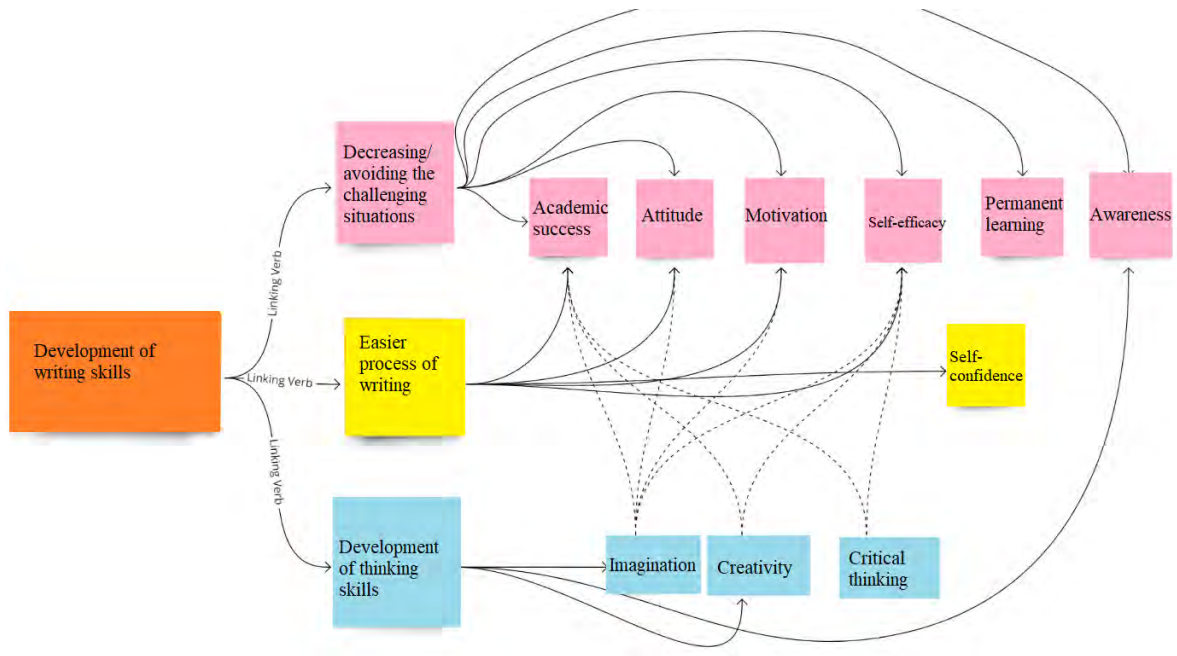 Decreasing/
avoiding the
challenging
situations
Academic
success
Attitude
Motivation
Self-efficacy
Permanent
learning
Awareness
Linking Verb
Development of
writing skills
Linking Verb
Easier
process of
writing
Self-
confidence
Linking Verb
Development
of thinking
skills
Imagination
Creativity
Critical
thinking